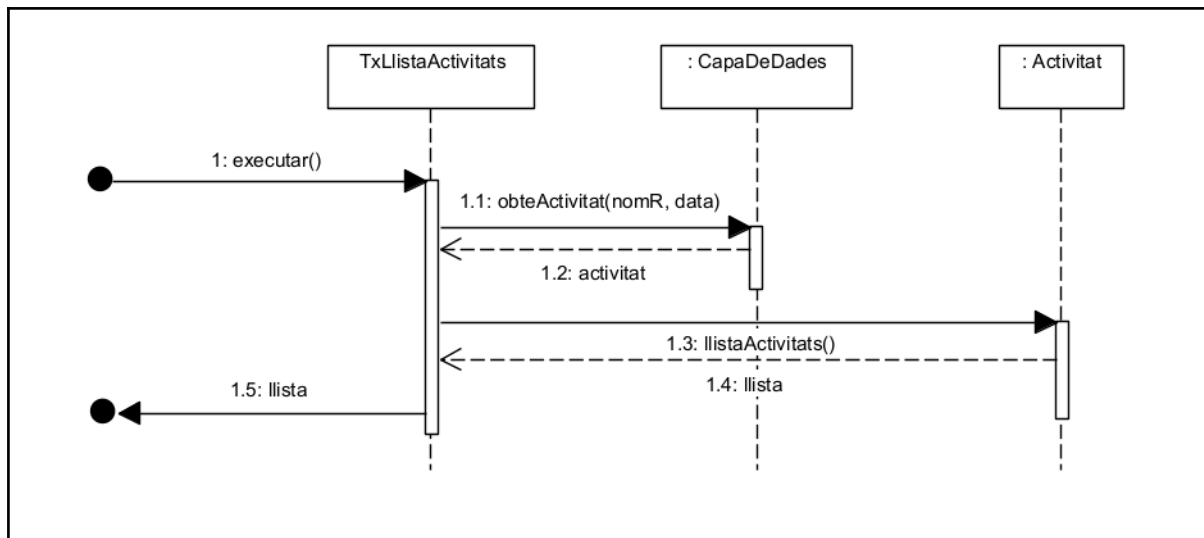 TxLlistaActivitats
: CapaDeDades
: Activitat
1: executar()
1.1: obteActivitat(nomR, data)
1.2: activitat
1.3: llistaActivitats()
1.4: llista
1.5: llista